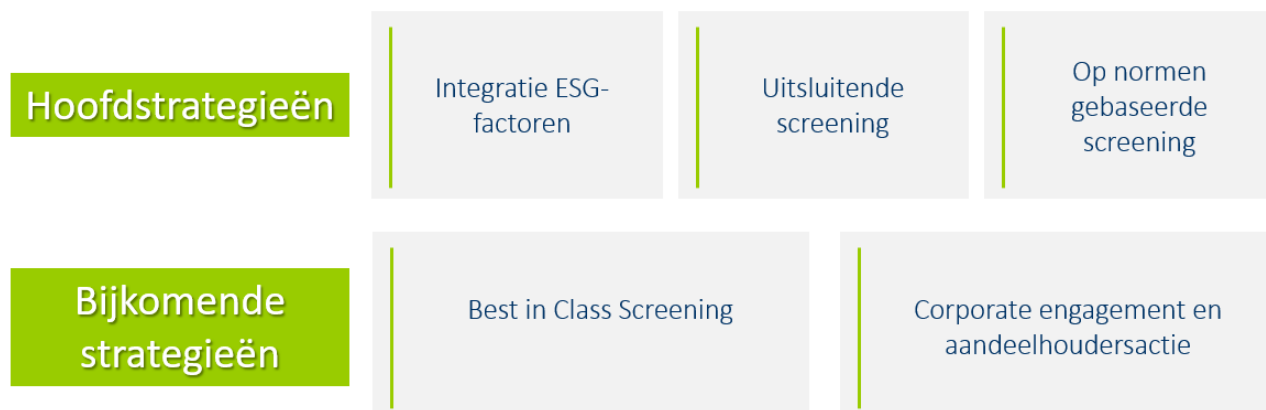 Hoofdstrategieën
Integratie ESG-
factoren
Uitsluitende
screening
Op normen
gebaseerde
screening
Bijkomende
strategieën
Best in Class Screening
Corporate engagement en
aandeelhoudersactie